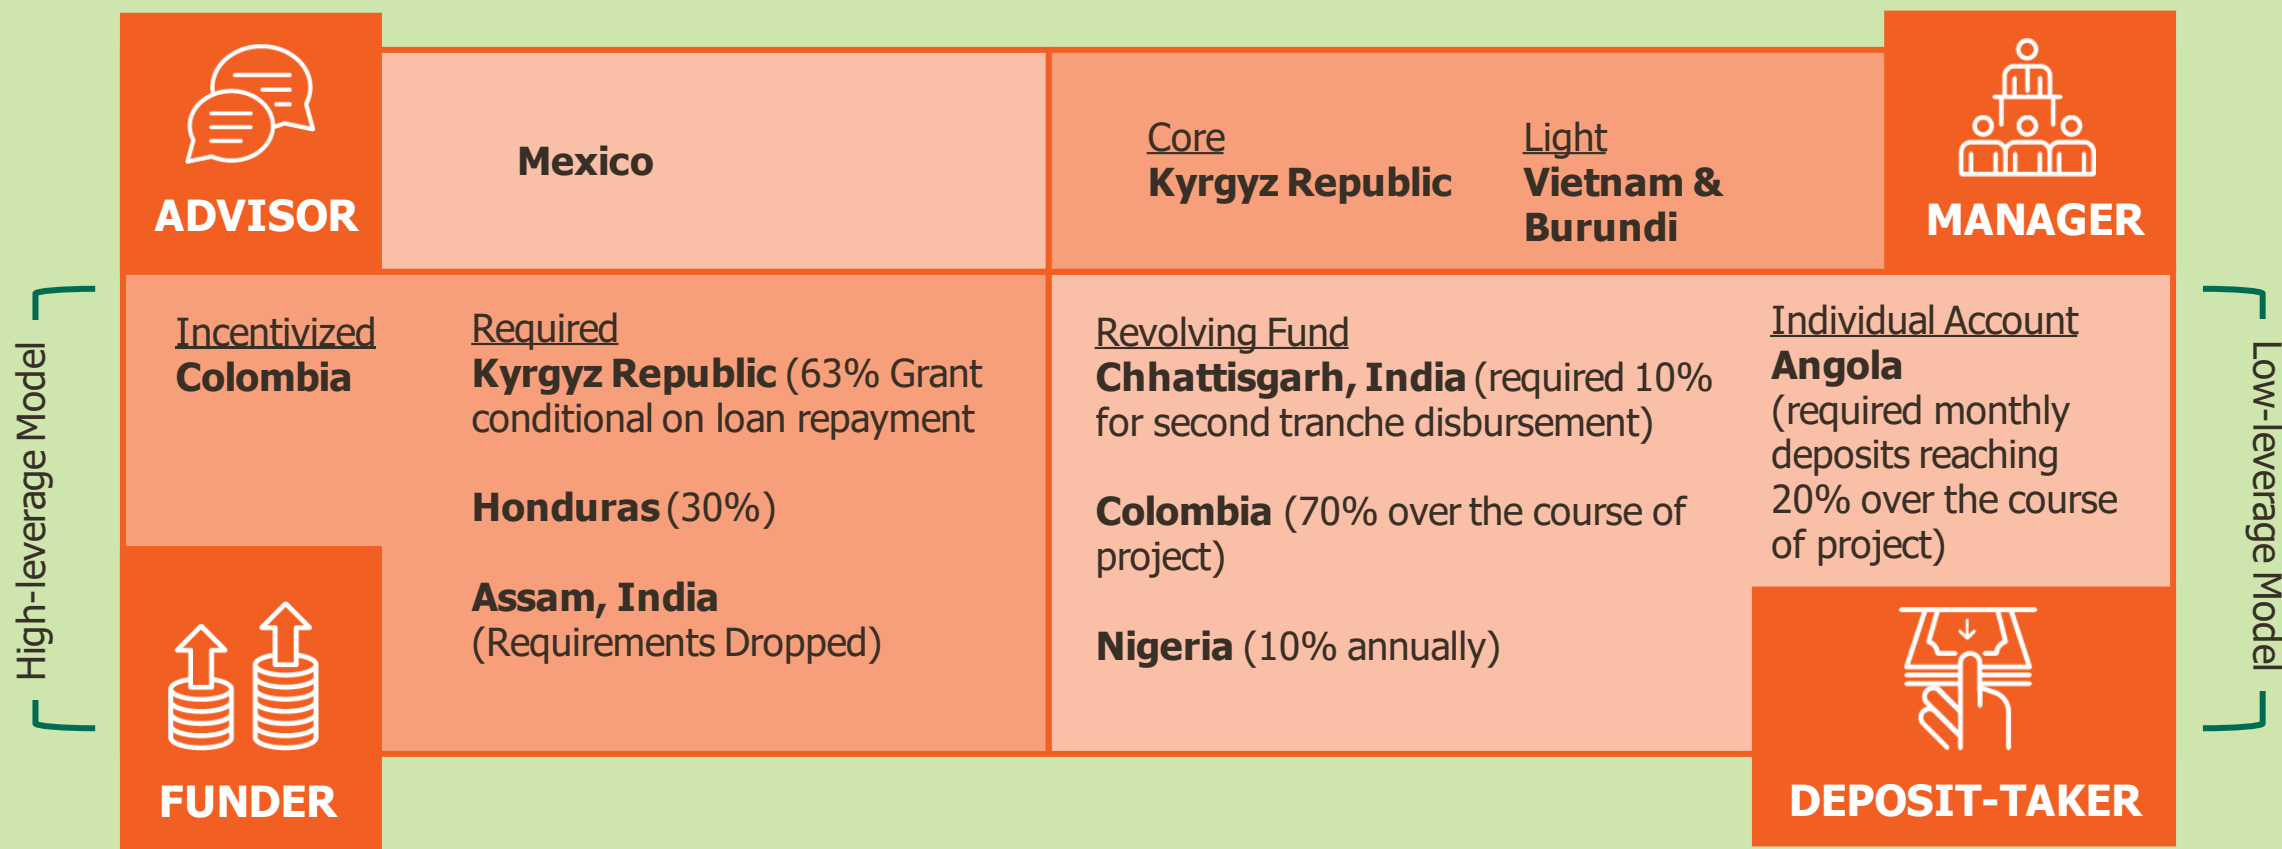 ADVISOR
Mexico
Core
Kyrgyz Republic
Light
Vietnam &
Burundi
MANAGER
High-leverage Model
Incentivized
Colombia
Required
Kyrgyz Republic (63% Grant
conditional on loan repayment
Honduras (30%)
Assam, India
(Requirements Dropped)
FUNDER
Revolving Fund
Chhattisgarh, India (required 10%
for second tranche disbursement)
Colombia (70% over the course of
project)
Nigeria (10% annually)
Individual Account
Angola
(required monthly
deposits reaching
20% over the course
of project)
DEPOSIT-TAKER
Low-leverage Model